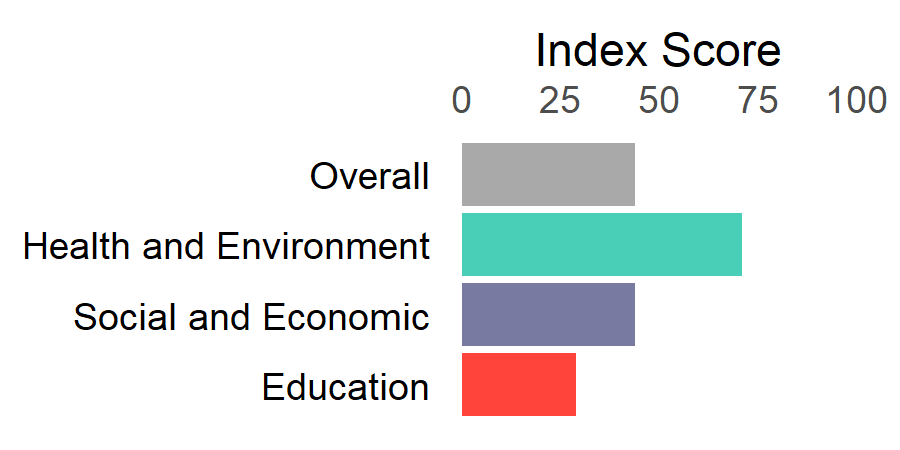 Index Score
0 25 50 75 100
Overall
Health and Environment
Social and Economic
Education